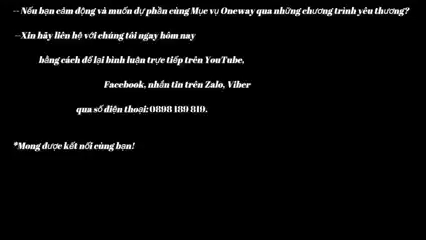 -- Nếu bạn cảm động và muốn dự phần cùng Mục vụ Oneway qua những chương trình yêu thương?
--Xin hãy liên hệ với chúng tôi ngay hôm nay
bằng cách để lại bình luận trực tiếp trên YouTube,
Facebook, nhắn tin trên Zalo, Viber
qua số điện thoại: 0898 189 819.
*Mong được kết nối cùng bạn!